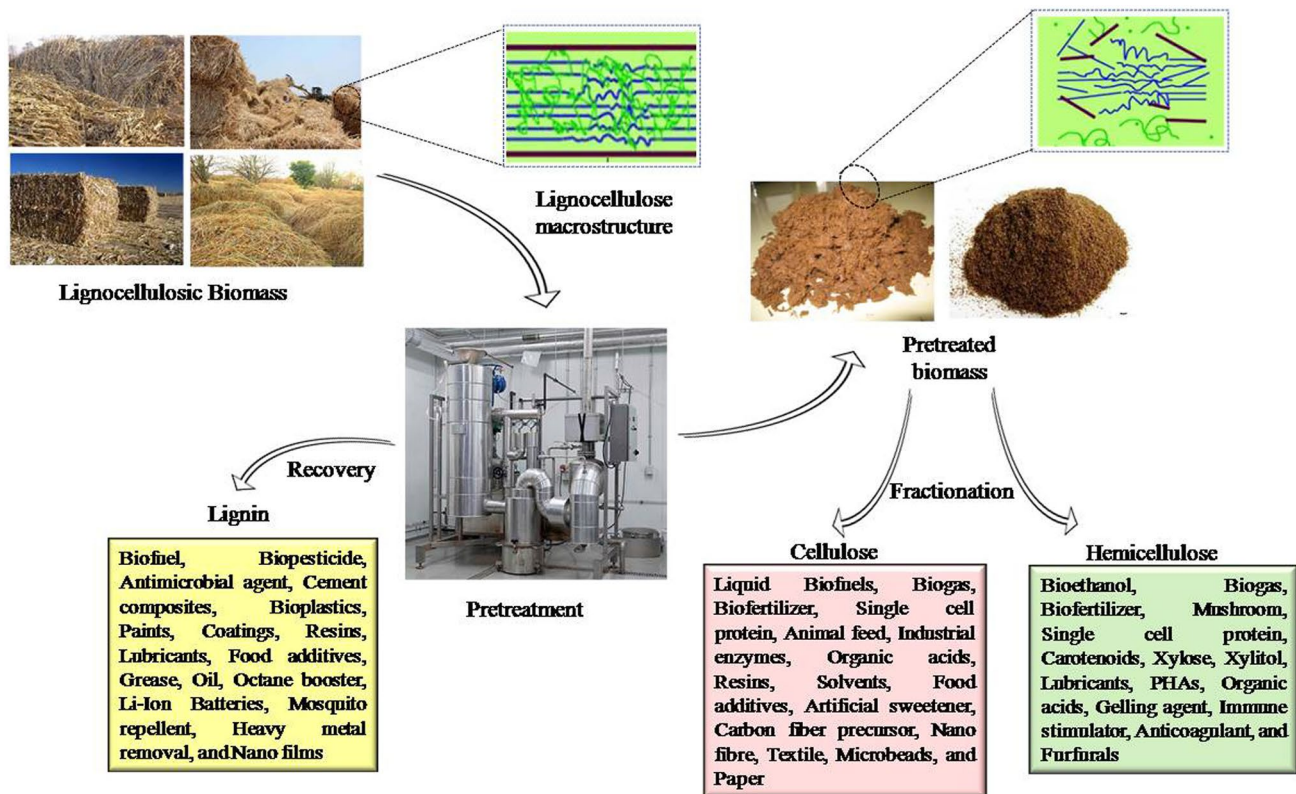 Lignocellulose
macrostructure
Lignocellulosic Biomass
Pretreated
biomass
Recovery
Fractionation
Lignin
Pretreatment
Cellulose
Hemicellulose
Biofuel, Biopesticide,
Antimicrobial agent, Cement
composites, Bioplastics,
Paints, Coatings, Resins,
Lubricants, Food additives,
Grease, Oil, Octane booster,
Li-Ion Batteries, Mosquito
repellent, Heavy metal
removal, and Nano films
Liquid Biofuels, Biogas,
Biofertilizer, Single cell
protein, Animal feed, Industrial
enzymes, Organic acids,
Resins, Solvents, Food
additives, Artificial sweetener,
Carbon fiber precursor, Nano
fibre, Textile, Microbeads, and
Paper
Bioethanol, Biogas,
Biofertilizer, Mushroom,
Single cell protein,
Carotenoids, Xylose, Xylitol,
Lubricants, PHAs, Organic
acids, Gelling agent, Immune
stimulator, Anticoagulant, and
Furfurals